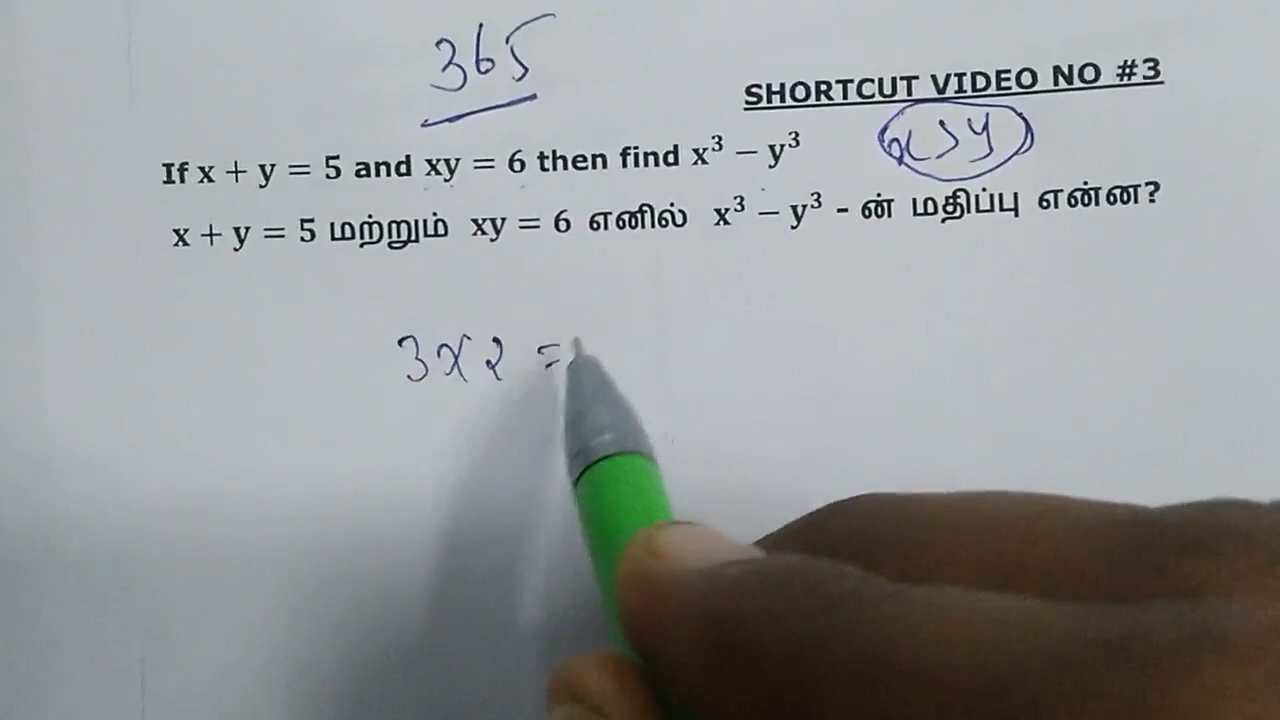 365
SHORTCUT VIDEO NO #3
x>y
If x + y = 5 and xy = 6 then find x³ − y³
x + y = 5 மற்றும் xy = 6 எனில் x³ − y³ - ன் மதிப்பு என்ன?
3x2 =